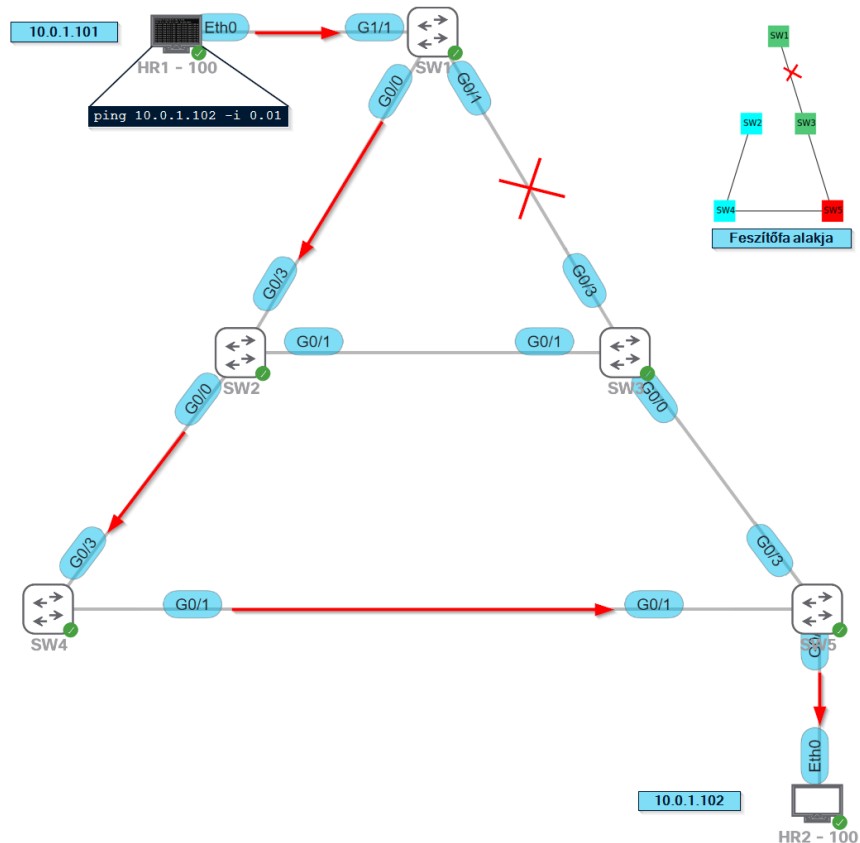 10.0.1.101
Eth0
G1/1
HR1 - 100
SW1
ping 10.0.1.102 -i 0.01
G0/0
G0/1
SW1
SW2
SW3
SW4
SW5
Feszítőfa alakja
G0/3
G0/3
G0/1
G0/1
SW2
SW3
G0/0
G0/0
G0/3
G0/3
G0/1
G0/1
SW4
SW5
G0/
Eth0
10.0.1.102
HR2 - 100